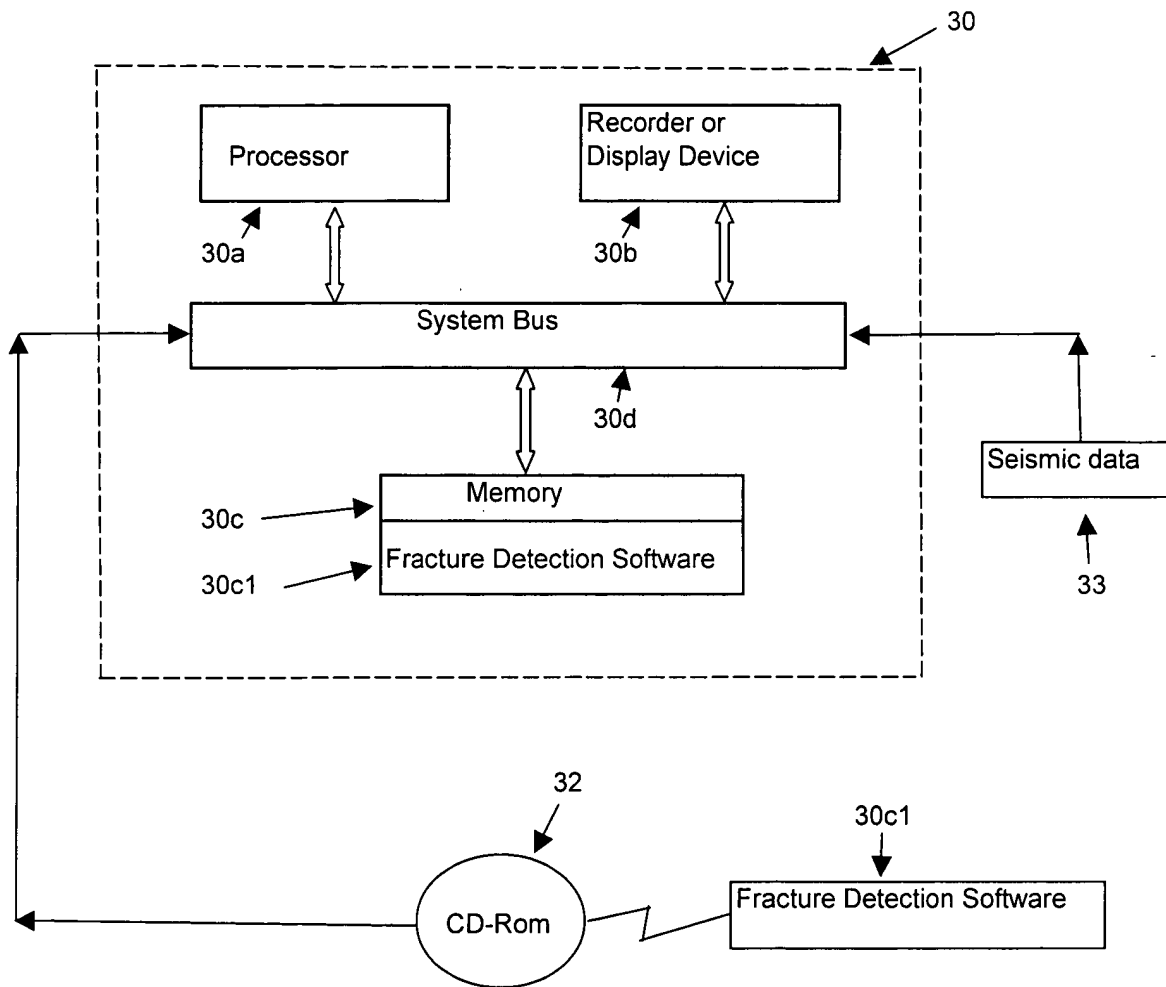 30
Processor
Recorder or
Display Device
30a
30b
System Bus
30d
Seismic data
Memory
30c
Fracture Detection Software
30c1
33
32
30c1
Fracture Detection Software
CD-Rom